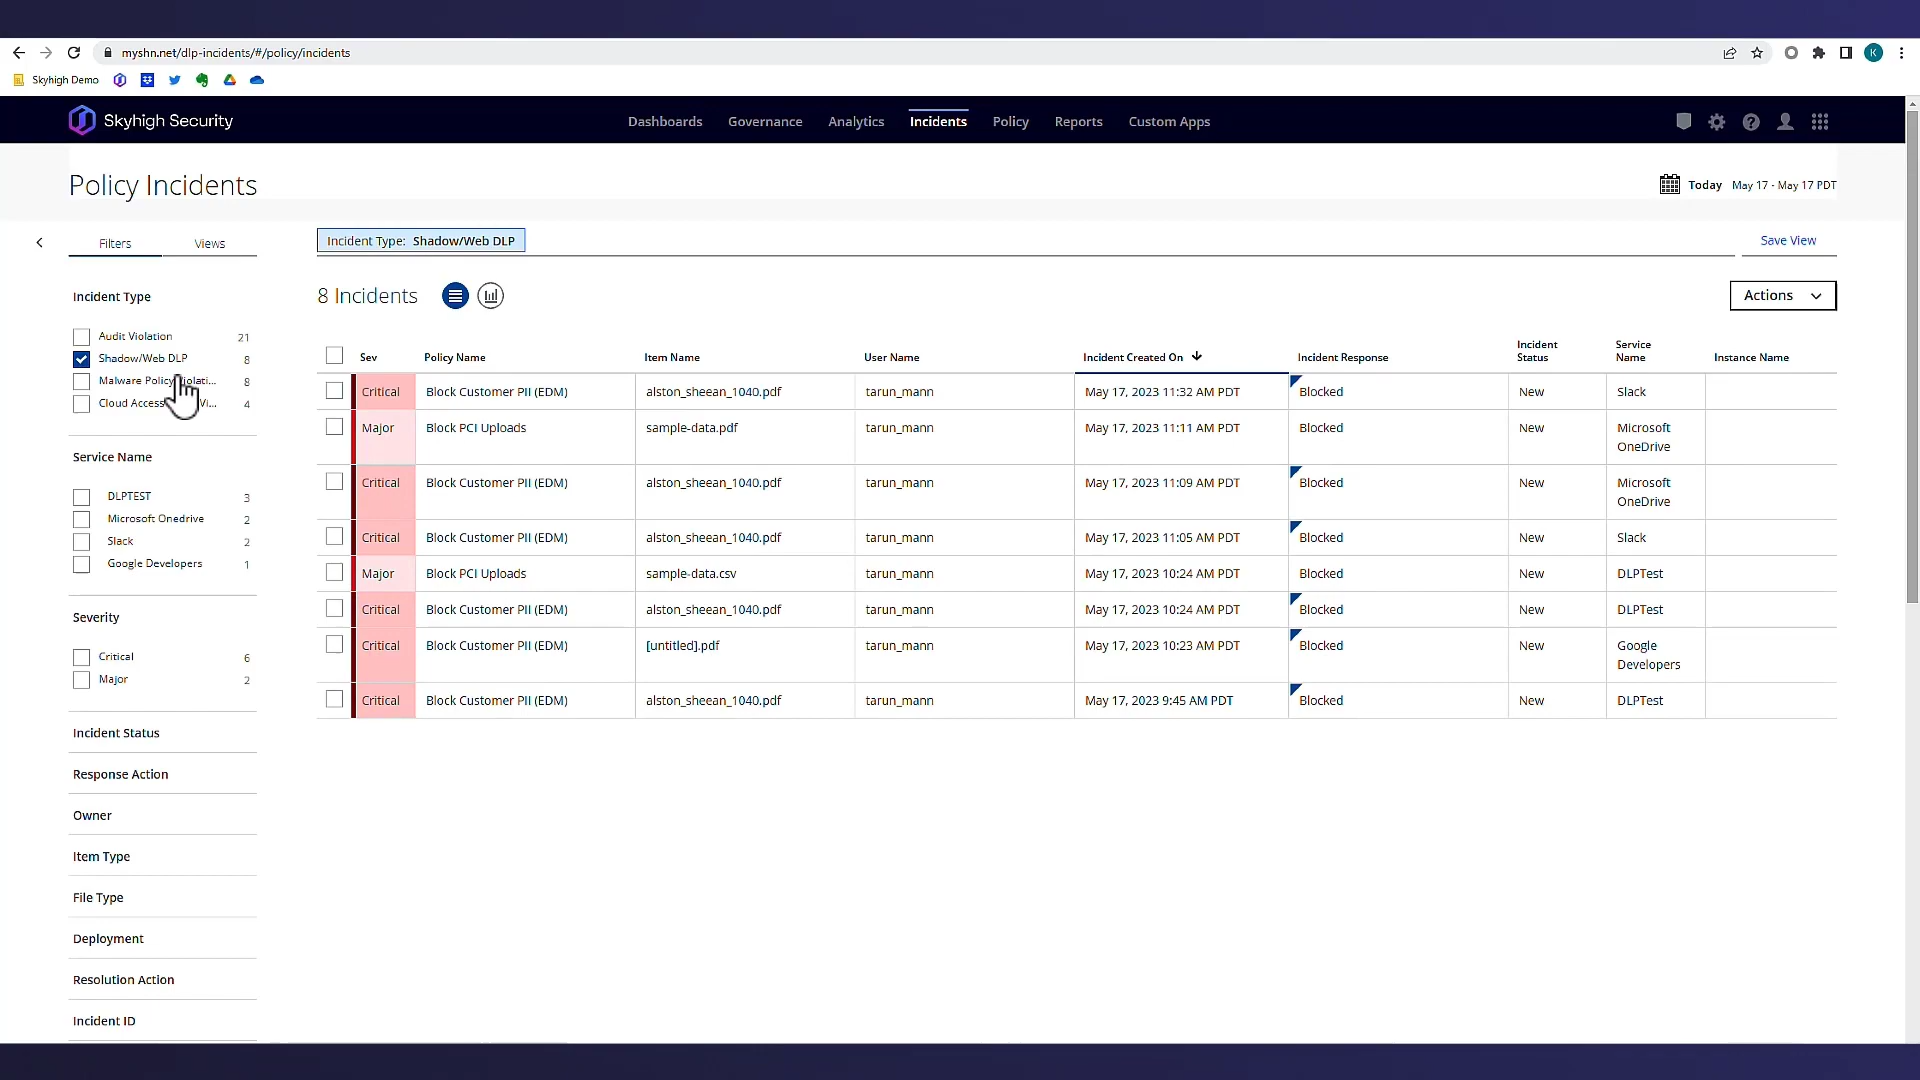 myshn.net/dlp-incidents/#/policy/incidents
K
Skyhigh Demo
Skyhigh Security
Dashboards Governance Analytics Incidents Policy Reports Custom Apps
Policy Incidents
Today May 17 - May 17 PDT
Filters Views
Incident Type: Shadow/Web DLP
Save View
8 Incidents
Actions
Incident Type
Audit Violation 21
Shadow/Web DLP 8
Malware Policy Violati... 8
Cloud Access Vi... 4
Service Name
DLPTEST 3
Microsoft Onedrive 2
Slack 2
Google Developers 1
Severity
Critical 6
Major 2
Incident Status
Response Action
Owner
Item Type
File Type
Deployment
Resolution Action
Incident ID
Sev Policy Name Item Name User Name Incident Created On Incident Response Incident Status Service Name Instance Name
Critical Block Customer PII (EDM) alston_sheean_1040.pdf tarun_mann May 17, 2023 11:32 AM PDT Blocked New Slack
Major Block PCI Uploads sample-data.pdf tarun_mann May 17, 2023 11:11 AM PDT Blocked New Microsoft OneDrive
Critical Block Customer PII (EDM) alston_sheean_1040.pdf tarun_mann May 17, 2023 11:09 AM PDT Blocked New Microsoft OneDrive
Critical Block Customer PII (EDM) alston_sheean_1040.pdf tarun_mann May 17, 2023 11:05 AM PDT Blocked New Slack
Major Block PCI Uploads sample-data.csv tarun_mann May 17, 2023 10:24 AM PDT Blocked New DLPTest
Critical Block Customer PII (EDM) alston_sheean_1040.pdf tarun_mann May 17, 2023 10:24 AM PDT Blocked New DLPTest
Critical Block Customer PII (EDM) [untitled].pdf tarun_mann May 17, 2023 10:23 AM PDT Blocked New Google Developers
Critical Block Customer PII (EDM) alston_sheean_1040.pdf tarun_mann May 17, 2023 9:45 AM PDT Blocked New DLPTest